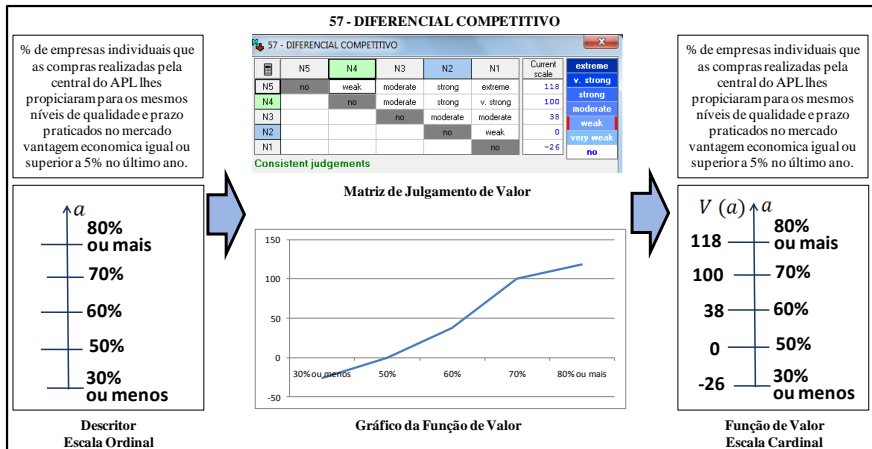 57 - DIFERENCIAL COMPETITIVO
% de empresas individuais que
as compras realizadas pela
central do APL lhes
propiciaram para os mesmos
níveis de qualidade e prazo
praticados no mercado
vantagem economica igual ou
superior a 5% no último ano.
a
80%
ou mais
70%
60%
50%
30%
ou menos
Descritor
Escala Ordinal
57 - DIFERENCIAL COMPETITIVO
N5 N4 N3 N2 N1 Current scale
N5 no weak moderate strong extreme 118
N4 no moderate strong v. strong 100
N3 no moderate moderate 38
N2 no weak 0
N1 no -26
extreme
v. strong
strong
moderate
weak
very weak
no
Consistent judgements
Matriz de Julgamento de Valor
150
100
50
0
-50
30% ou menos 50% 60% 70% 80% ou mais
Gráfico da Função de Valor
% de empresas individuais que
as compras realizadas pela
central do APL lhes
propiciaram para os mesmos
níveis de qualidade e prazo
praticados no mercado
vantagem economica igual ou
superior a 5% no último ano.
V (a) a
118 80%
ou mais
100 70%
38 60%
0 50%
-26 30%
ou menos
Função de Valor
Escala Cardinal